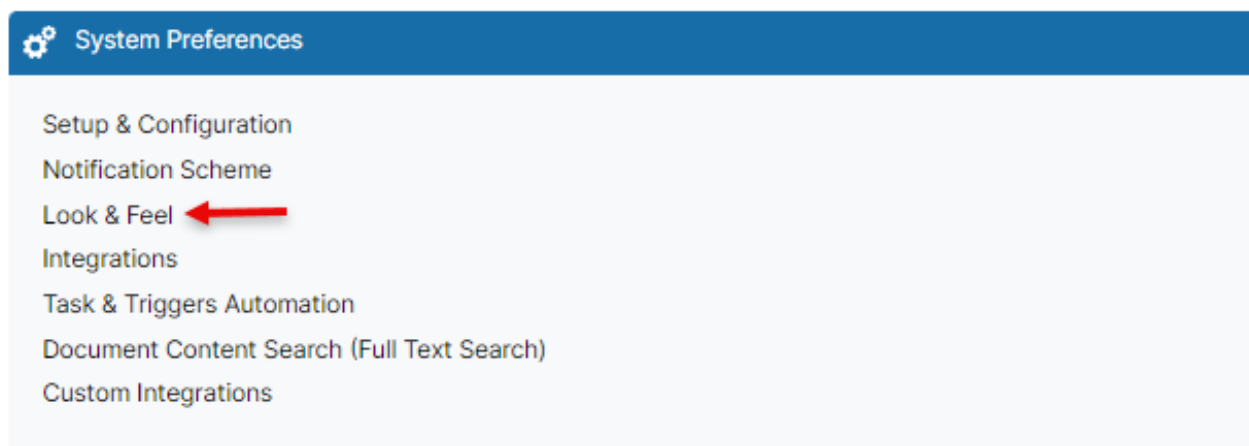 System Preferences
Setup & Configuration
Notification Scheme
Look & Feel
Integrations
Task & Triggers Automation
Document Content Search (Full Text Search)
Custom Integrations